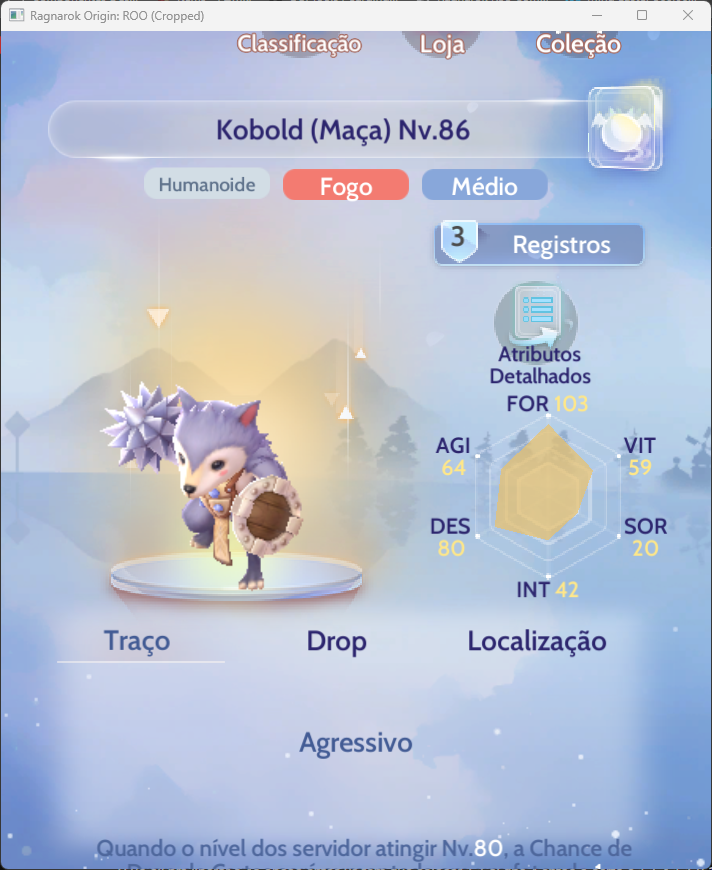 Ragnarok Origin: ROO (Cropped)
Classificação Loja Coleção
Kobold (Maça) Nv.86
Humanoide Fogo Médio
3 Registros
Atributos
Detalhados
FOR 103
AGI 64
VIT 59
DES 80
SOR 20
INT 42
Traço Drop Localização
Agressivo
Quando o nível dos servidor atingir Nv.80, a Chance de